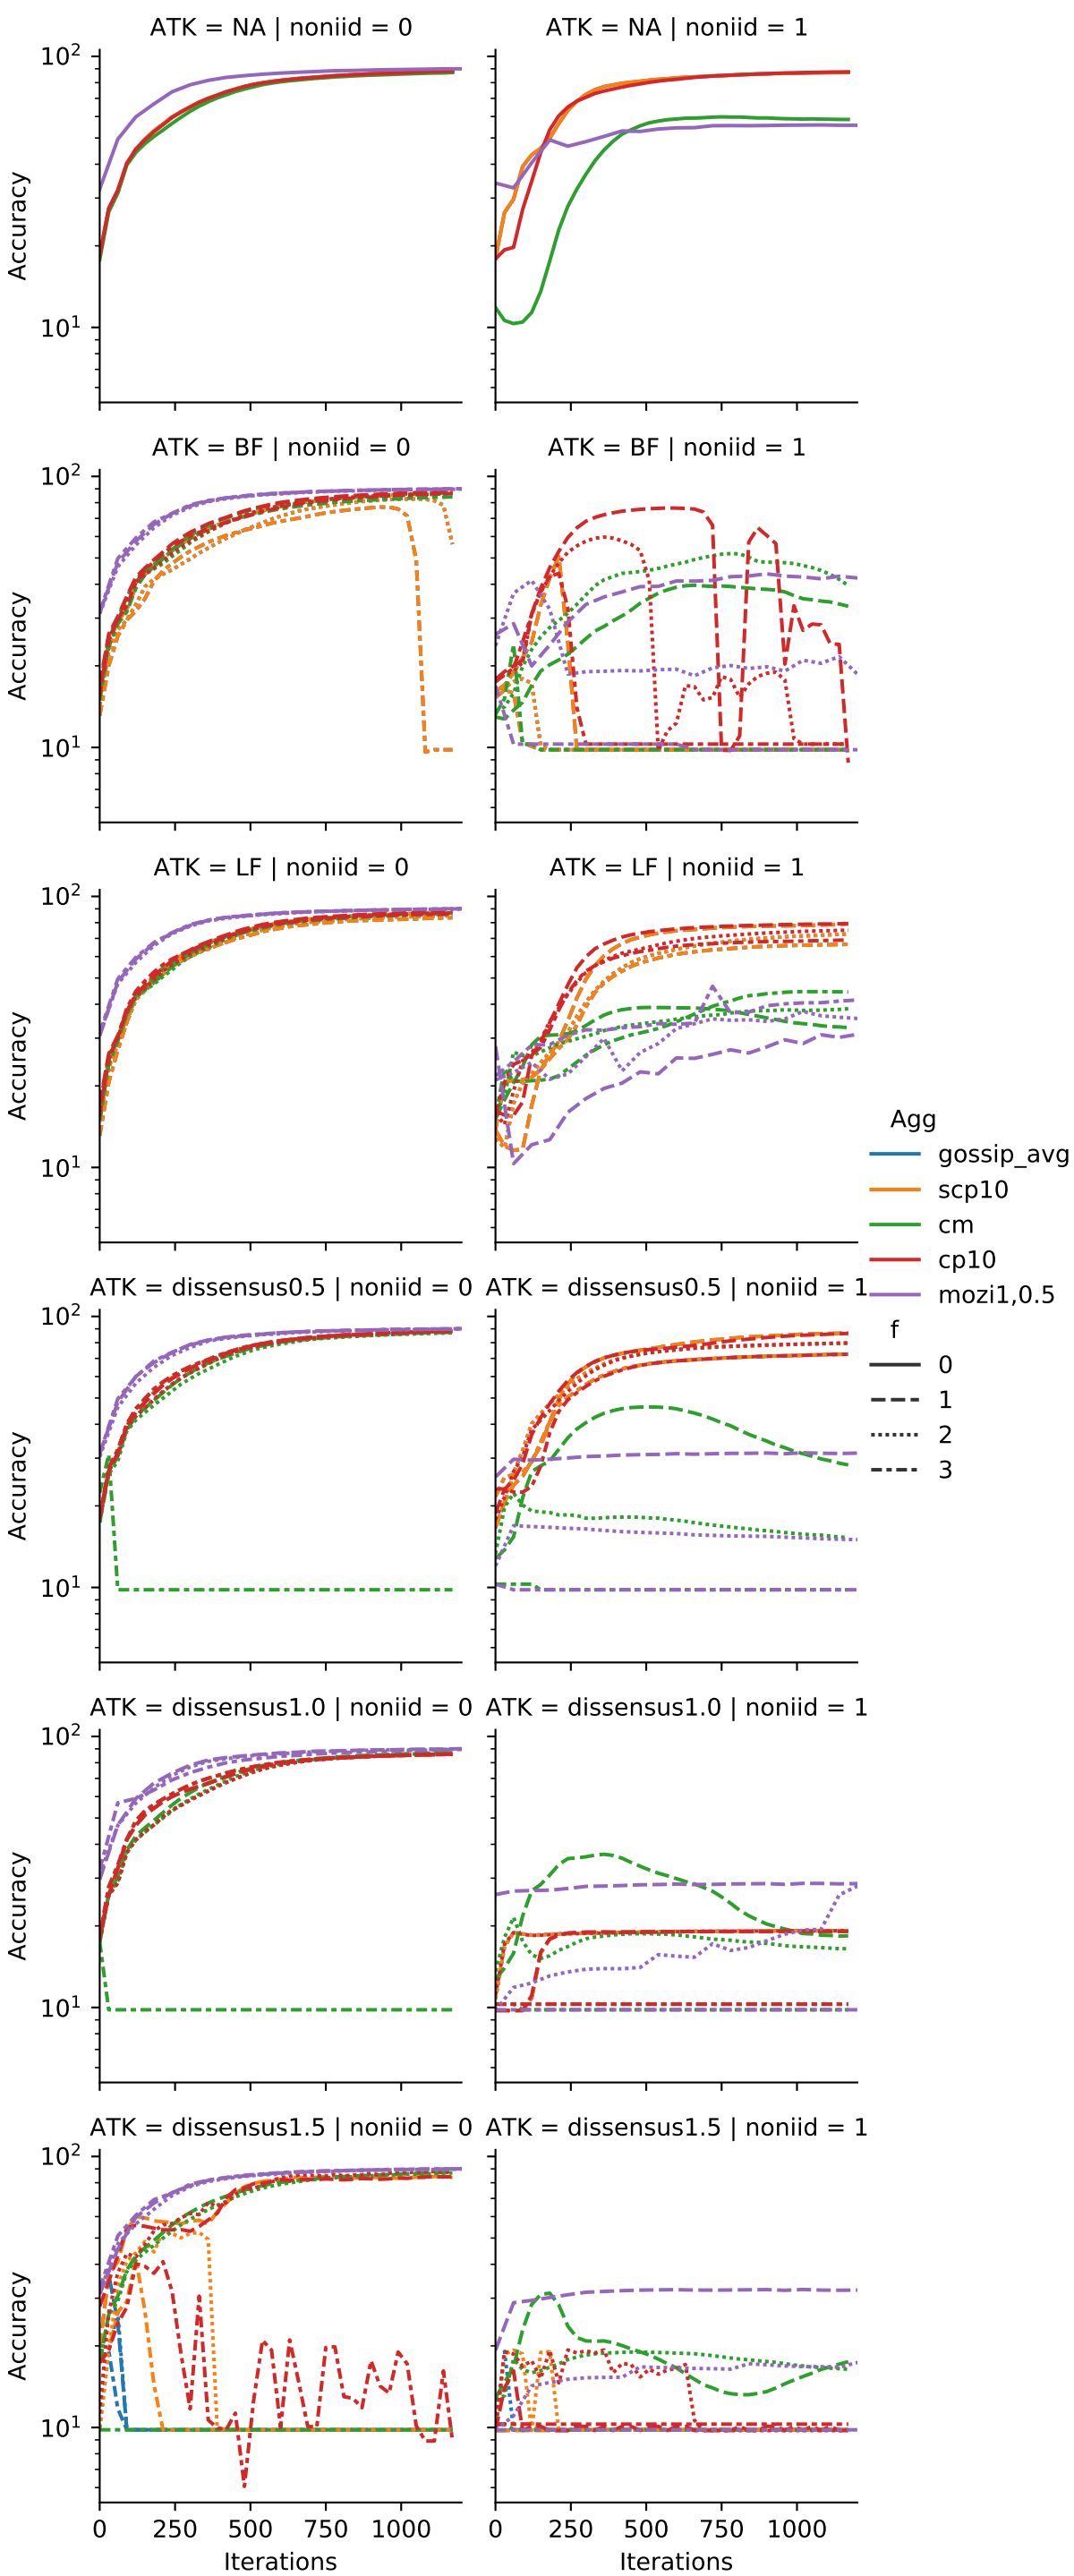 ATK = NA | noniid = 0
ATK = NA | noniid = 1
10²
Accuracy
10¹
ATK = BF | noniid = 0
ATK = BF | noniid = 1
10²
Accuracy
10¹
ATK = LF | noniid = 0
ATK = LF | noniid = 1
10²
Accuracy
10¹
Agg
gossip_avg
scp10
cm
cp10
mozi1,0.5
f
0
1
2
3
ATK = dissensus0.5 | noniid = 0
ATK = dissensus0.5 | noniid = 1
10²
Accuracy
10¹
ATK = dissensus1.0 | noniid = 0
ATK = dissensus1.0 | noniid = 1
10²
Accuracy
10¹
ATK = dissensus1.5 | noniid = 0
ATK = dissensus1.5 | noniid = 1
10²
Accuracy
10¹
0 250 500 750 1000
0 250 500 750 1000
Iterations
Iterations